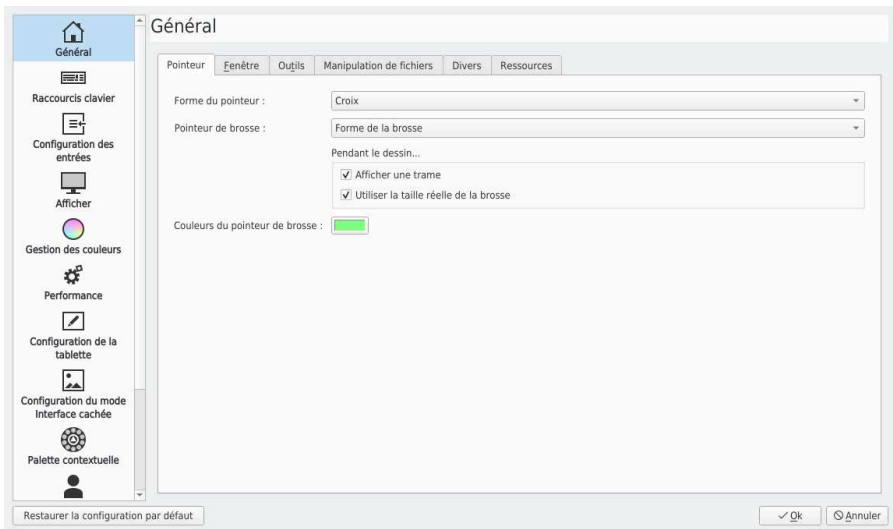 Général
Général
Raccourcis clavier
Configuration des
entrées
Afficher
Gestion des couleurs
Performance
Configuration de la
tablette
Configuration du mode
Interface cachée
Palette contextuelle
Pointeur
Fenêtre
Outils
Manipulation de fichiers
Divers
Ressources
Forme du pointeur :
Croix
Pointeur de brosse :
Forme de la brosse
Pendant le dessin...
Afficher une trame
Utiliser la taille réelle de la brosse
Couleurs du pointeur de brosse :
Restaurer la configuration par défaut
Ok
Annuler